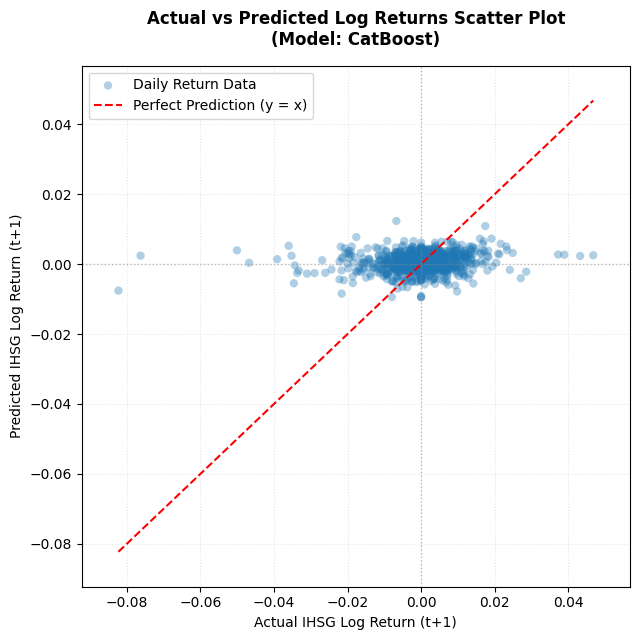 Actual vs Predicted Log Returns Scatter Plot
(Model: CatBoost)
Daily Return Data
Perfect Prediction (y = x)
Predicted IHSG Log Return (t+1)
0.04
0.02
0.00
−0.02
−0.04
−0.06
−0.08
−0.08 −0.06 −0.04 −0.02 0.00 0.02 0.04
Actual IHSG Log Return (t+1)